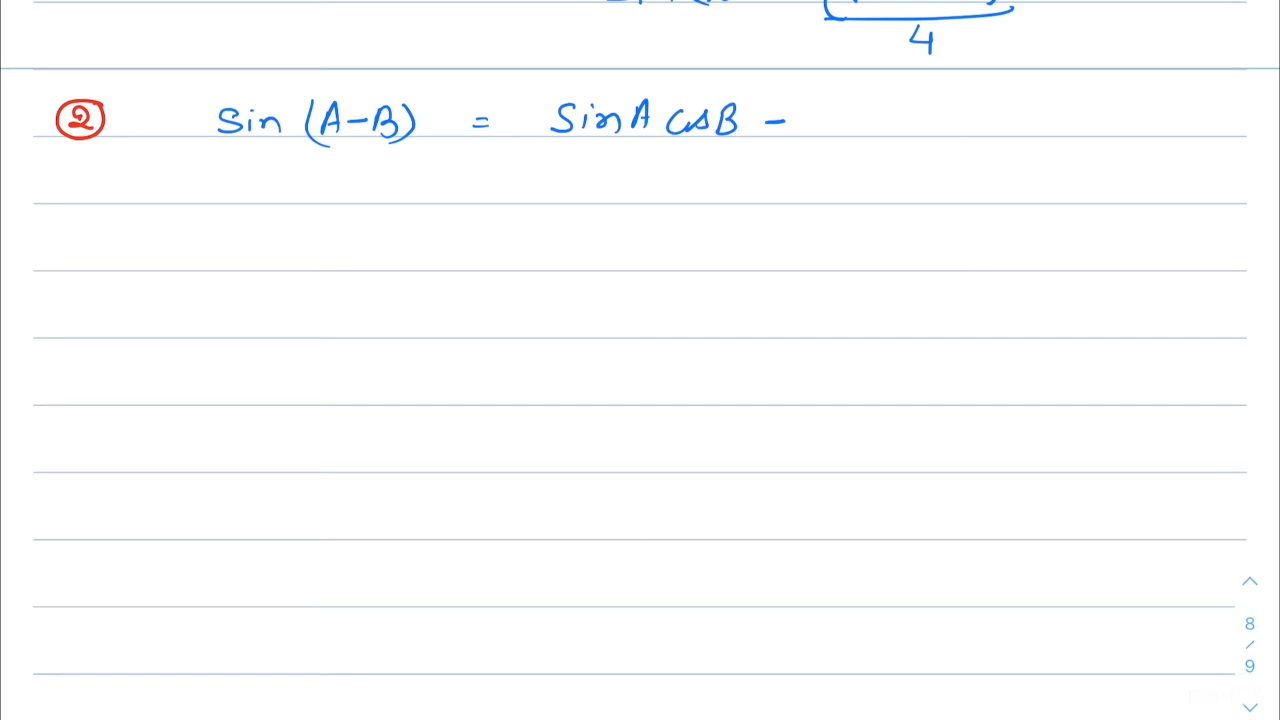 4
② Sin (A-B) = SinA cosB -
8
/
9